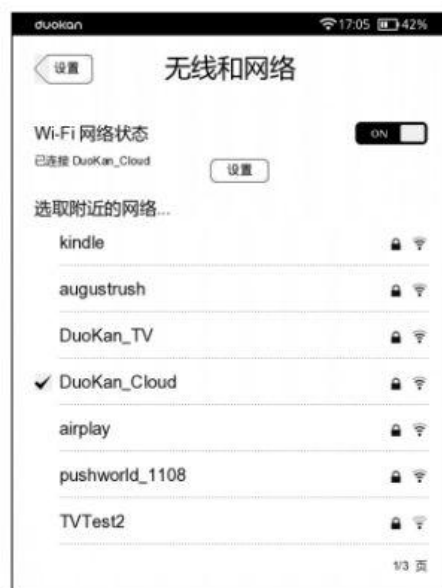 duokan 17:05 42%
设置 无线和网络
Wi-Fi 网络状态 ON
已连接 DuoKan_Cloud 设置
选取附近的网络...
kindle
augustrush
DuoKan_TV
DuoKan_Cloud
airplay
pushworld_1108
TVTest2
1/3 页